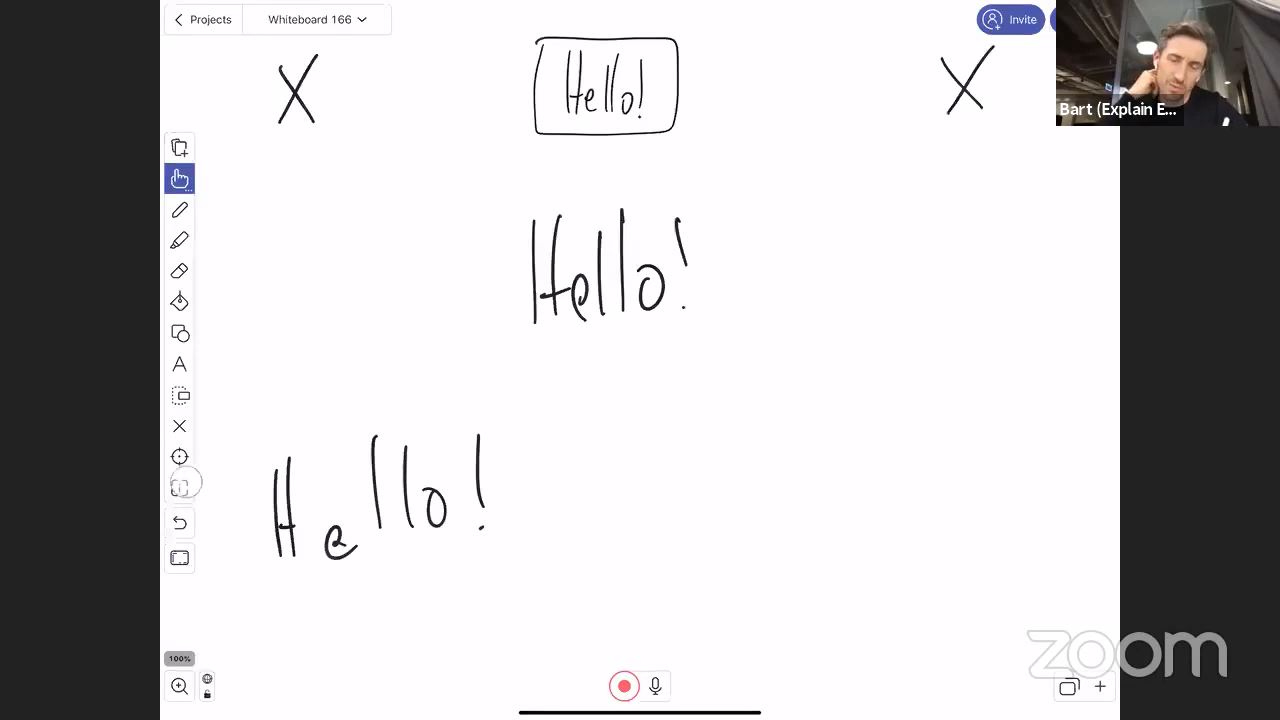 Projects
Whiteboard 166
Invite
X Hello! X
Bart (Explain E...
Hello!
A
Hello!
100%
zoom